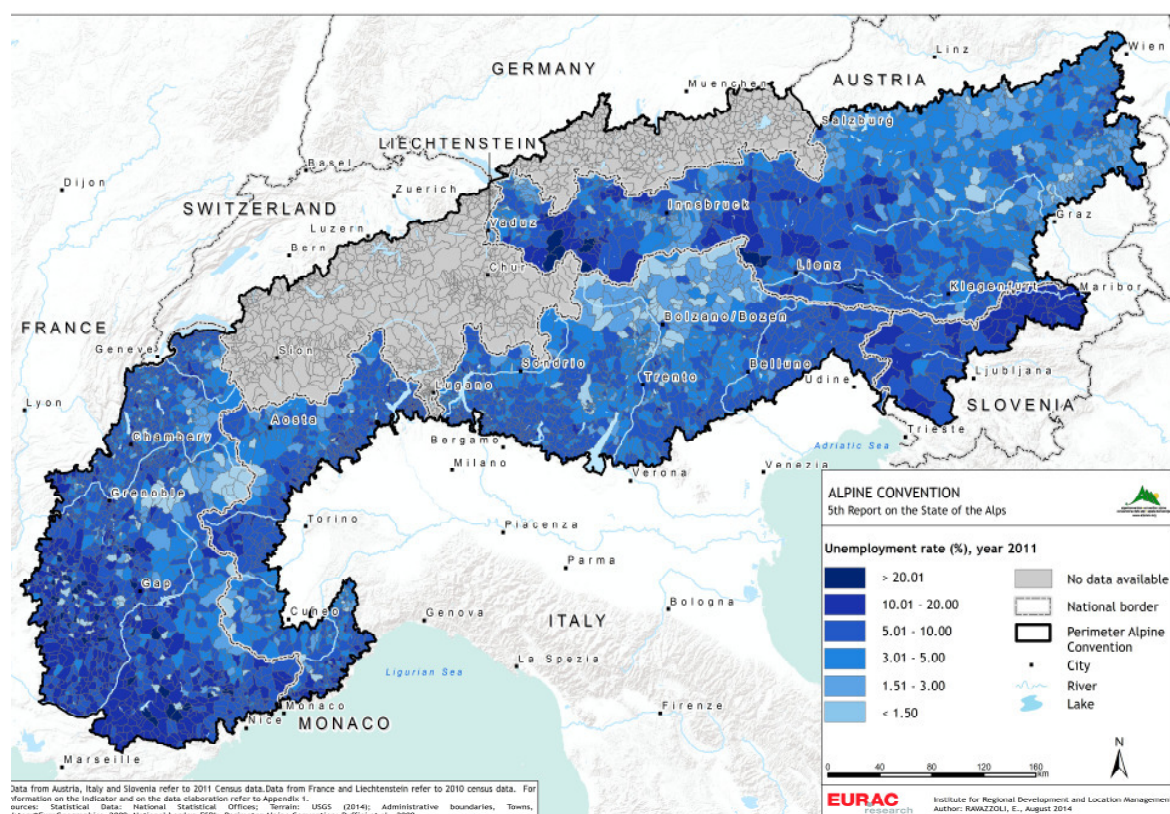 Linz
Wien
GERMANY
Muenchen
AUSTRIA
Salzburg
LIECHTENSTEIN
Basel
Dijon
Zuerich
SWITZERLAND
Innsbruck
Vaduz
Luzern
Graz
Bern
Chur
Lienz
Klagenfurt
Maribor
FRANCE
Bolzano/Bozen
Geneve
Sion
Sondrio
Belluno
Ljubljana
Lugano
Trento
Udine
Lyon
SLOVENIA
Aosta
Chambery
Trieste
Bergamo
Adriatic Sea
Milano
Verona
Venezia
Grenoble
Torino
Piacenza
Parma
Gap
Cuneo
Genova
Bologna
ITALY
La Spezia
Ligurian Sea
Monaco
Nice
MONACO
Firenze
Marseille
ALPINE CONVENTION
5th Report on the State of the Alps
Unemployment rate (%), year 2011
> 20.01
10.01 - 20.00
5.01 - 10.00
3.01 - 5.00
1.51 - 3.00
< 1.50
No data available
National border
Perimeter Alpine
Convention
City
River
Lake
N
0 40 80 120 160
km
Data from Austria, Italy and Slovenia refer to 2011 Census data.Data from France and Liechtenstein refer to 2010 census data. For
information on the indicator and on the data elaboration refer to Appendix 1.
ources: Statistical Data: National Statistical Offices; Terrain: USGS (2014); Administrative boundaries, Towns,
EURAC
research
Institute for Regional Development and Location Management
Author: RAVAZZOLI, E., August 2014